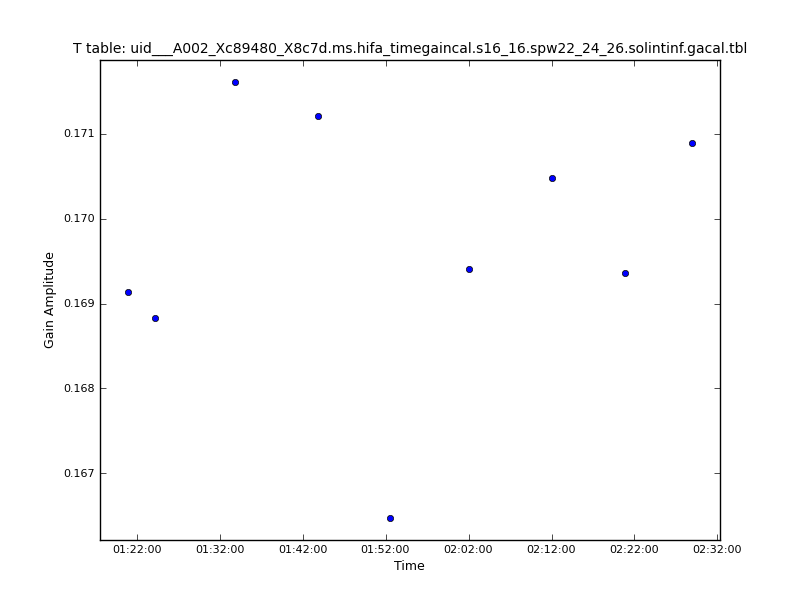 T table: uid___A002_Xc89480_X8c7d.ms.hifa_timegaincal.s16_16.spw22_24_26.solintinf.gacal.tbl
Gain Amplitude
0.171
0.170
0.169
0.168
0.167
01:22:00 01:32:00 01:42:00 01:52:00 02:02:00 02:12:00 02:22:00 02:32:00
Time